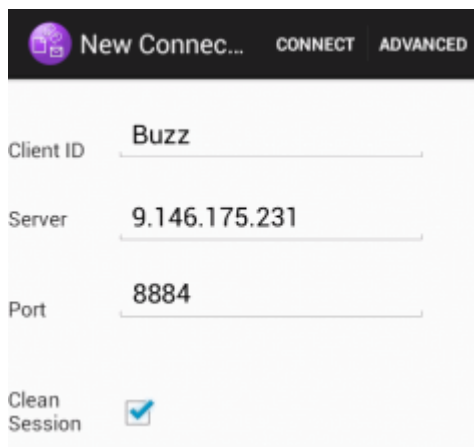 New Connec... CONNECT ADVANCED
Client ID Buzz
Server 9.146.175.231
Port 8884
Clean
Session